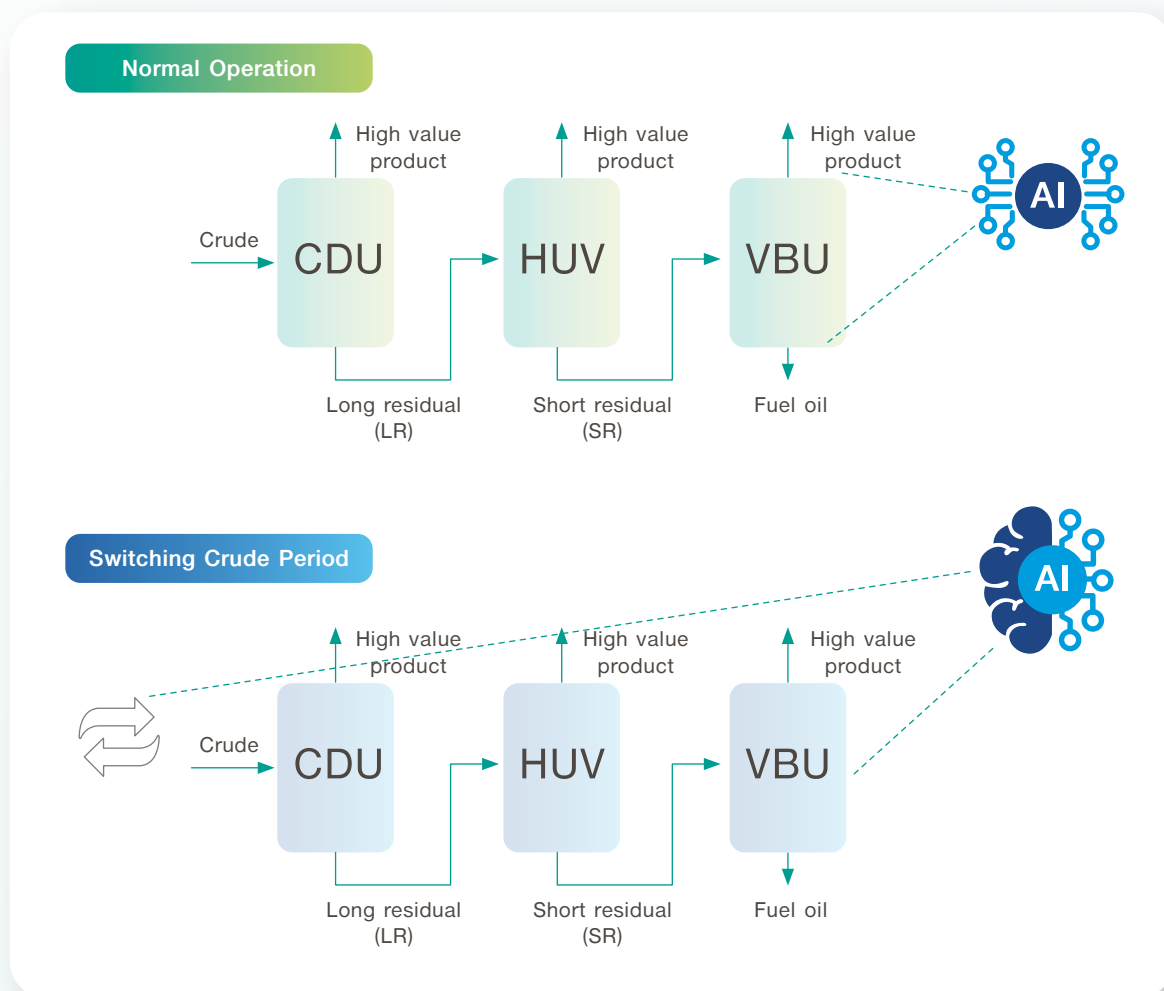 Normal Operation
High value
product
High value
product
High value
product
AI
Crude
CDU
HUV
VBU
Long residual
(LR)
Short residual
(SR)
Fuel oil
Switching Crude Period
AI
High value
product
High value
product
High value
product
Crude
CDU
HUV
VBU
Long residual
(LR)
Short residual
(SR)
Fuel oil